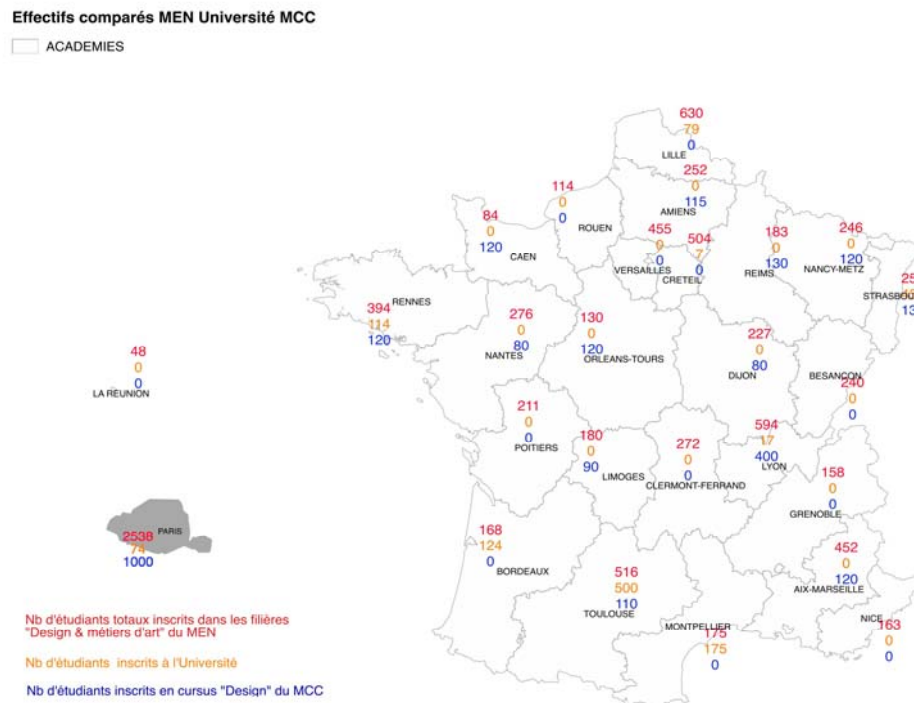 Effectifs comparés MEN Université MCC
ACADEMIES
630
79
0
LILLE
252
0
115
AMIENS
114
0
0
ROUEN
84
0
120
CAEN
455
0
0
VERSAILLES
504
7
0
CRETEIL
183
0
130
REIMS
246
0
120
NANCY-METZ
STRASBOU
RENNES
394
114
120
276
0
80
NANTES
130
0
120
ORLEANS-TOURS
227
0
80
DIJON
BESANÇON
240
0
0
48
0
0
LA REUNION
211
0
0
POITIERS
180
0
90
LIMOGES
272
0
0
CLERMONT-FERRAND
594
17
400
LYON
158
0
0
GRENOBLE
PARIS
2538
74
1000
168
124
0
BORDEAUX
516
500
110
TOULOUSE
452
0
120
AIX-MARSEILLE
MONTPELLIER
175
175
0
NICE
163
0
0
Nb d'étudiants totaux inscrits dans les filières
"Design & métiers d'art" du MEN
Nb d'étudiants inscrits à l'Université
Nb d'étudiants inscrits en cursus "Design" du MCC